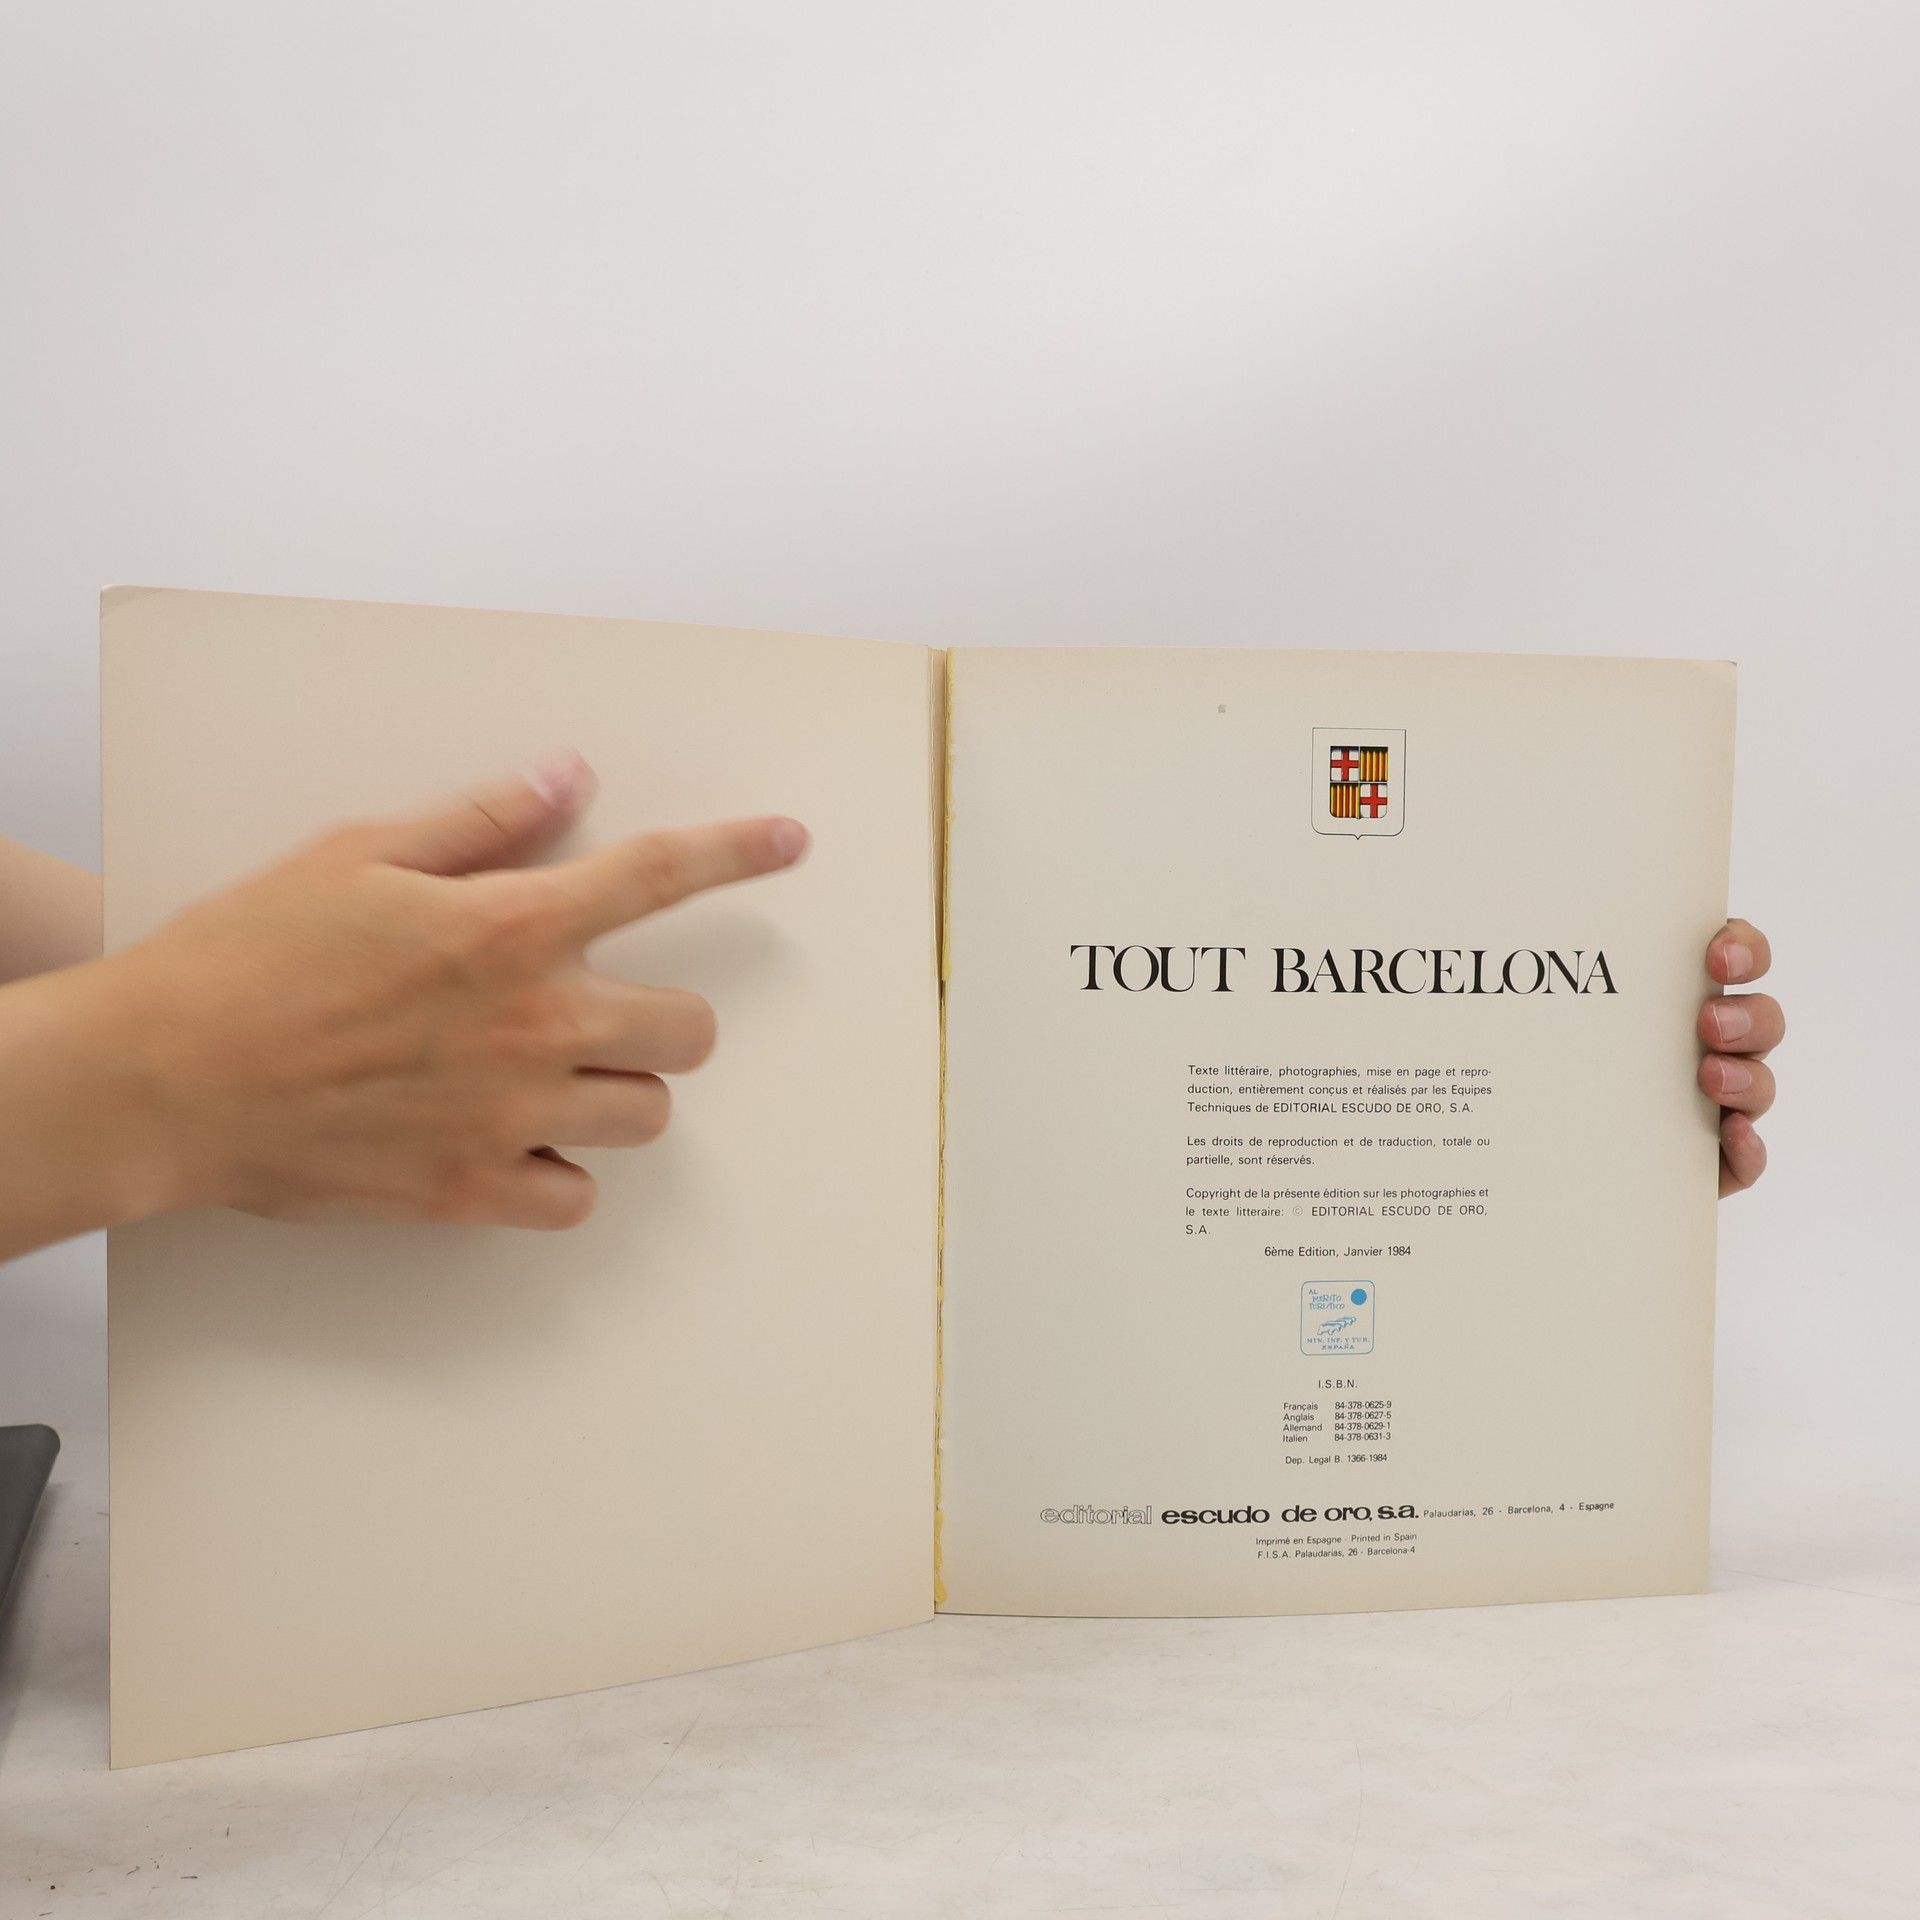 TOUT BARCELONA
Texte littéraire, photographies, mise en page et repro-
duction, entièrement conçus et réalisés par les Equipes
Techniques de EDITORIAL ESCUDO DE ORO, S.A.
Les droits de reproduction et de traduction, totale ou
partielle, sont réservés.
Copyright de la présente édition sur les photographies et
le texte litteraire: © EDITORIAL ESCUDO DE ORO,
S.A.
6ème Edition, Janvier 1984
AL
MERITO
TURISTICO
MIN. INF. Y TUR.
ESPAÑA
I.S.B.N.
Français 84-378-0625-9
Anglais 84-378-0627-5
Allemand 84-378-0629-1
Italien 84-378-0631-3
Dep. Legal B. 1366-1984
editorial escudo de oro, s.a. Palaudarias, 26 - Barcelona, 4 - Espagne
Imprimé en Espagne - Printed in Spain
F.I.S.A. Palaudarias, 26 - Barcelona-4